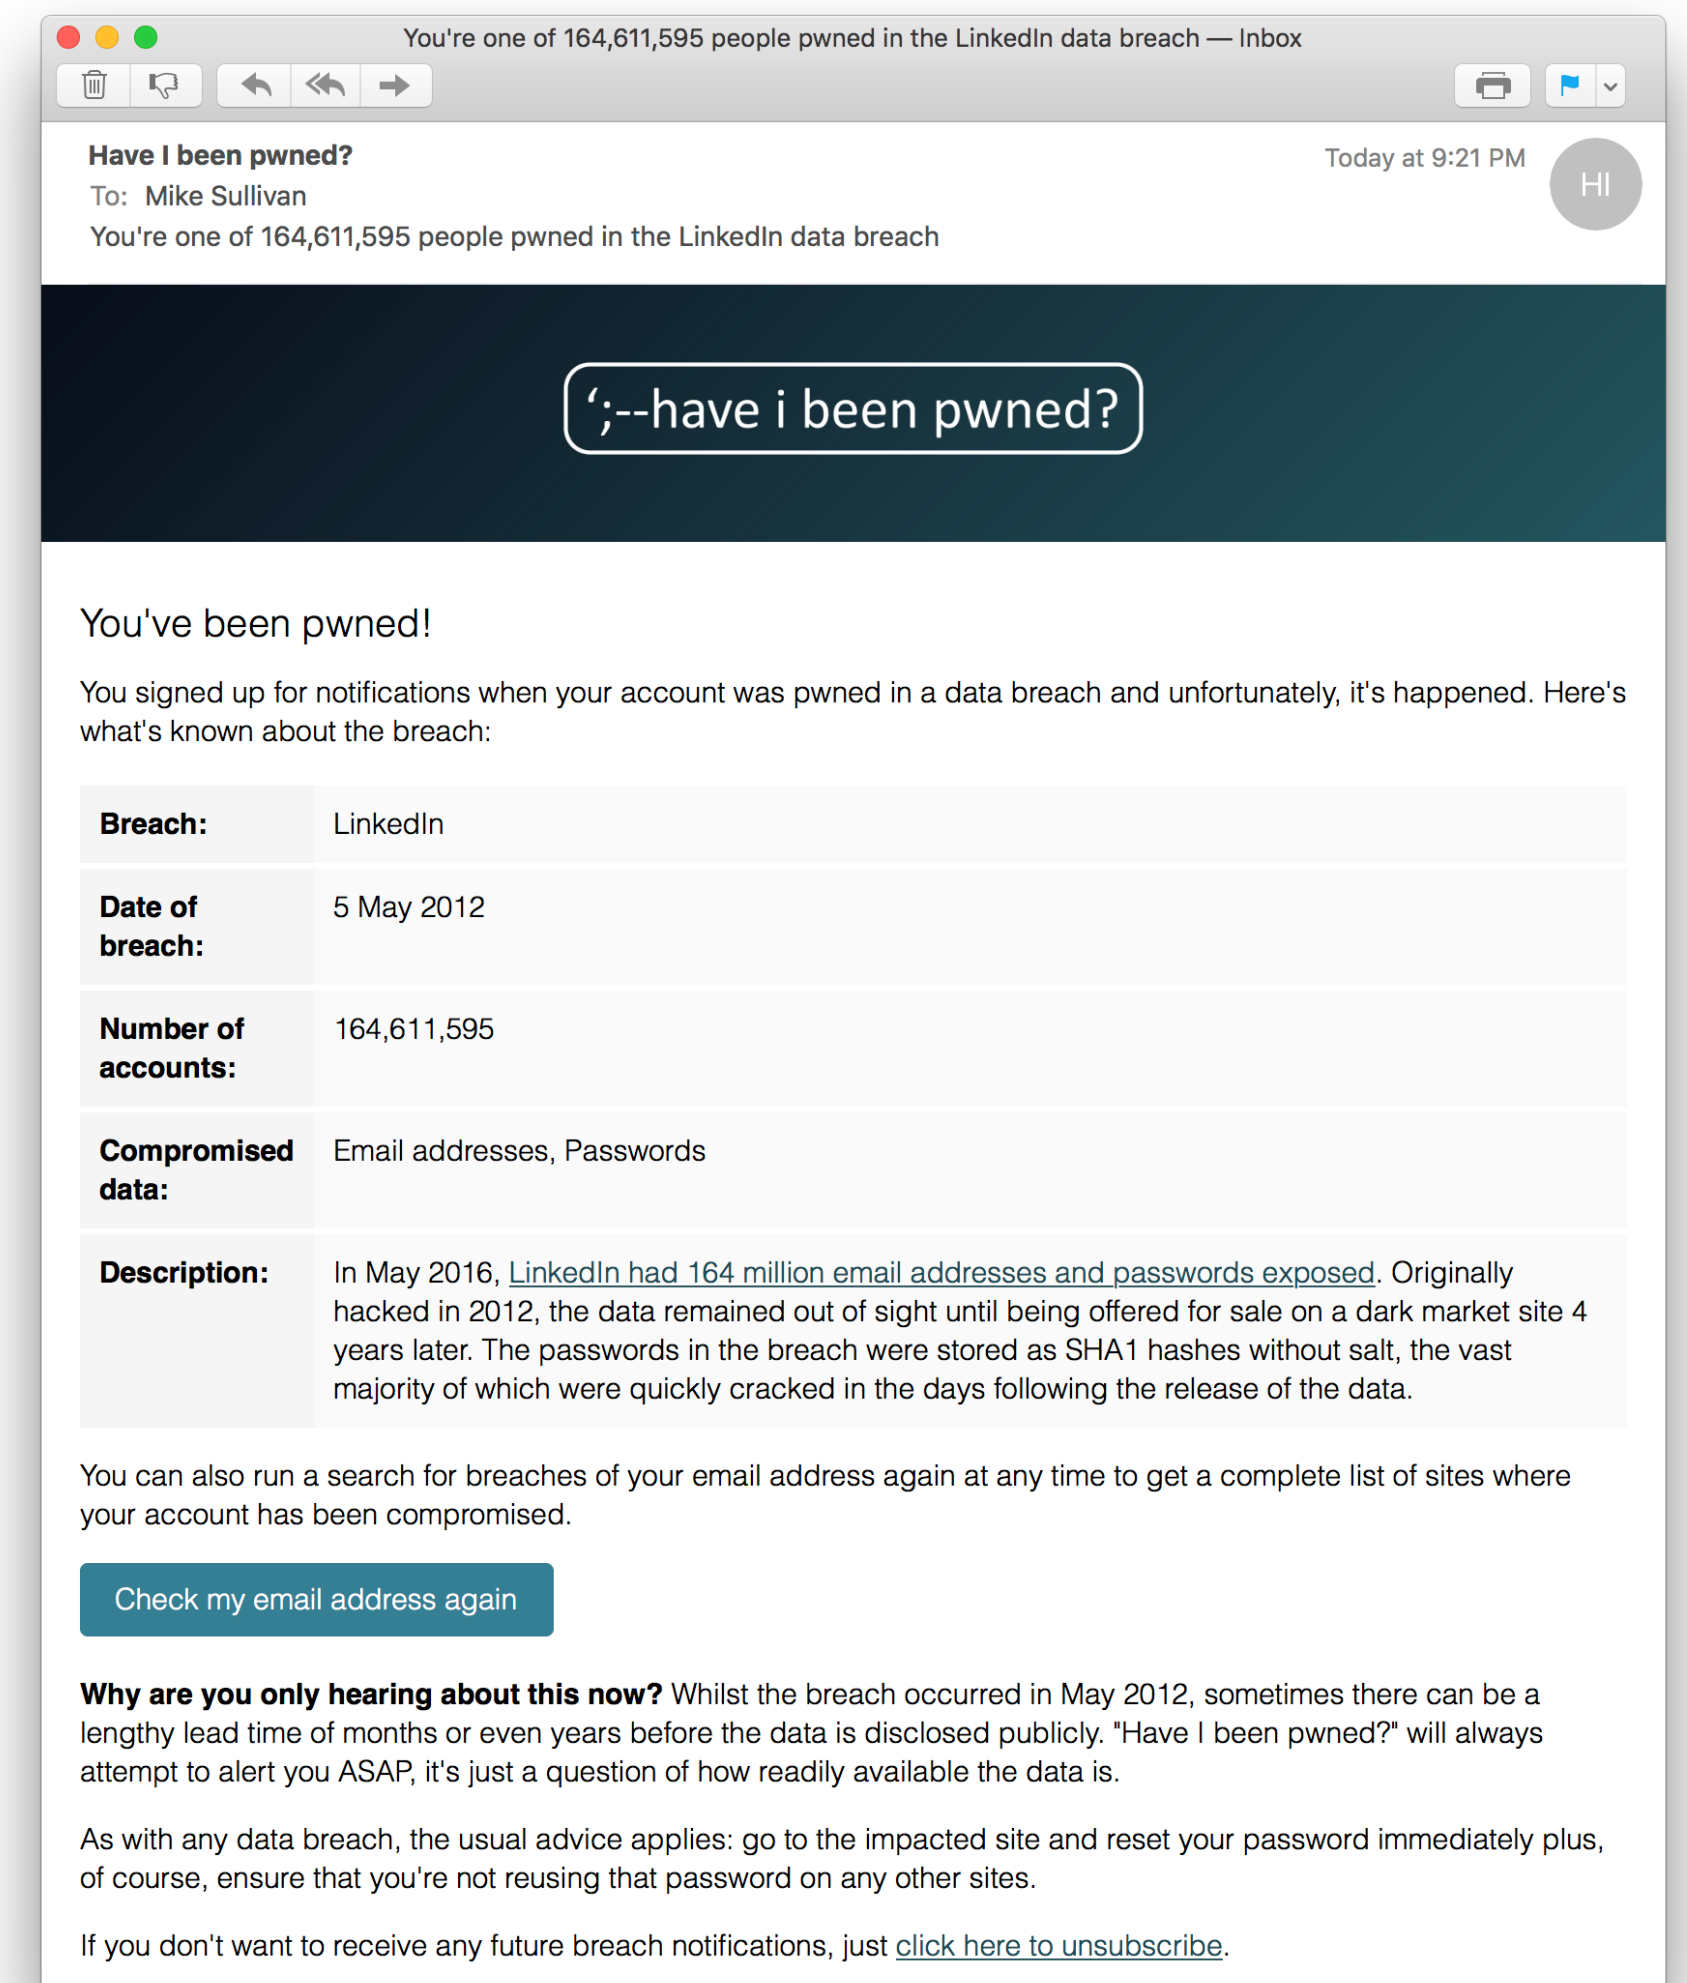 You're one of 164,611,595 people pwned in the LinkedIn data breach — Inbox
Have I been pwned?
Today at 9:21 PM
HI
To: Mike Sullivan
You're one of 164,611,595 people pwned in the LinkedIn data breach
‘;--have i been pwned?
You've been pwned!
You signed up for notifications when your account was pwned in a data breach and unfortunately, it's happened. Here's
what's known about the breach:
Breach: LinkedIn
Date of 5 May 2012
breach:
Number of 164,611,595
accounts:
Compromised Email addresses, Passwords
data:
Description: In May 2016, LinkedIn had 164 million email addresses and passwords exposed. Originally
hacked in 2012, the data remained out of sight until being offered for sale on a dark market site 4
years later. The passwords in the breach were stored as SHA1 hashes without salt, the vast
majority of which were quickly cracked in the days following the release of the data.
You can also run a search for breaches of your email address again at any time to get a complete list of sites where
your account has been compromised.
Check my email address again
Why are you only hearing about this now? Whilst the breach occurred in May 2012, sometimes there can be a
lengthy lead time of months or even years before the data is disclosed publicly. "Have I been pwned?" will always
attempt to alert you ASAP, it's just a question of how readily available the data is.
As with any data breach, the usual advice applies: go to the impacted site and reset your password immediately plus,
of course, ensure that you're not reusing that password on any other sites.
If you don't want to receive any future breach notifications, just click here to unsubscribe.